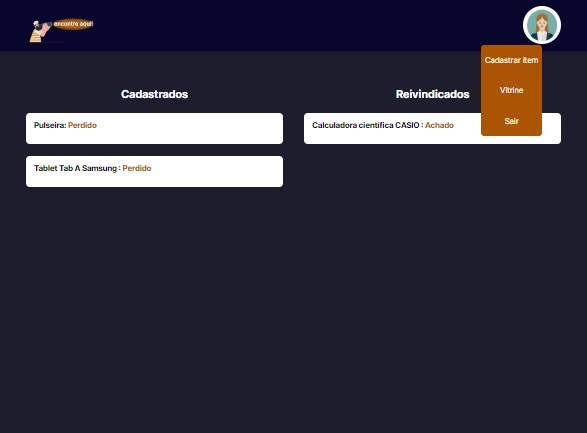 encontre aqui!
Cadastrar Item
Vitrine
Sair
Cadastrados
Pulseira: Perdido
Tablet Tab A Samsung : Perdido
Reivindicados
Calculadora científica CASIO : Achado